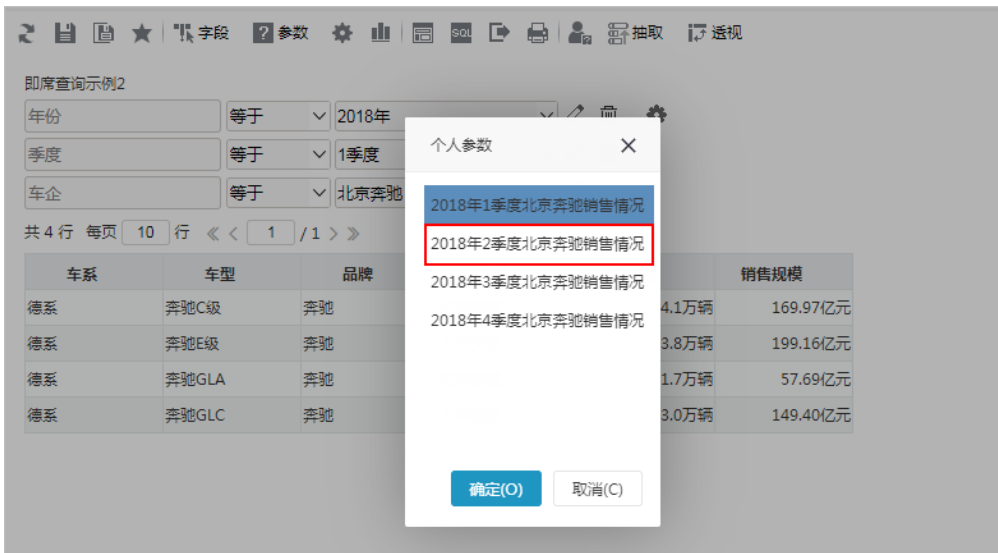 字段 ? 参数 SQL 抽取 透视
即席查询示例2
年份 等于 2018年
季度 等于 1季度
车企 等于 北京奔驰
共4行 每页 10 行 1 / 1
车系 车型 品牌 销售规模
德系 奔驰C级 奔驰 4.1万辆 169.97亿元
德系 奔驰E级 奔驰 3.8万辆 199.16亿元
德系 奔驰GLA 奔驰 1.7万辆 57.69亿元
德系 奔驰GLC 奔驰 3.0万辆 149.40亿元
个人参数
2018年1季度北京奔驰销售情况
2018年2季度北京奔驰销售情况
2018年3季度北京奔驰销售情况
2018年4季度北京奔驰销售情况
确定(O) 取消(C)